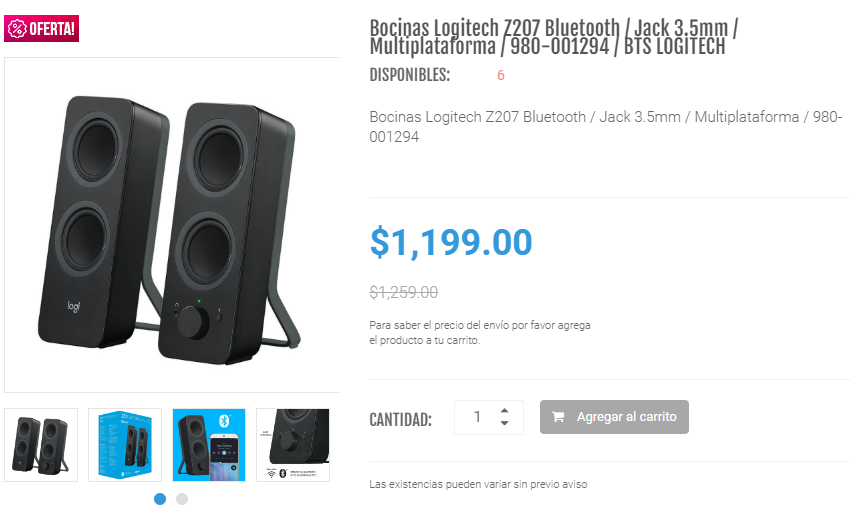 OFERTA!
Bocinas Logitech Z207 Bluetooth / Jack 3.5mm /
Multiplataforma / 980-001294 / BTS LOGITECH
DISPONIBLES: 6
Bocinas Logitech Z207 Bluetooth / Jack 3.5mm / Multiplataforma / 980-
001294
$1,199.00
$1,259.00
Para saber el precio del envío por favor agrega
el producto a tu carrito.
logi
CANTIDAD: 1 Agregar al carrito
Las existencias pueden variar sin previo aviso